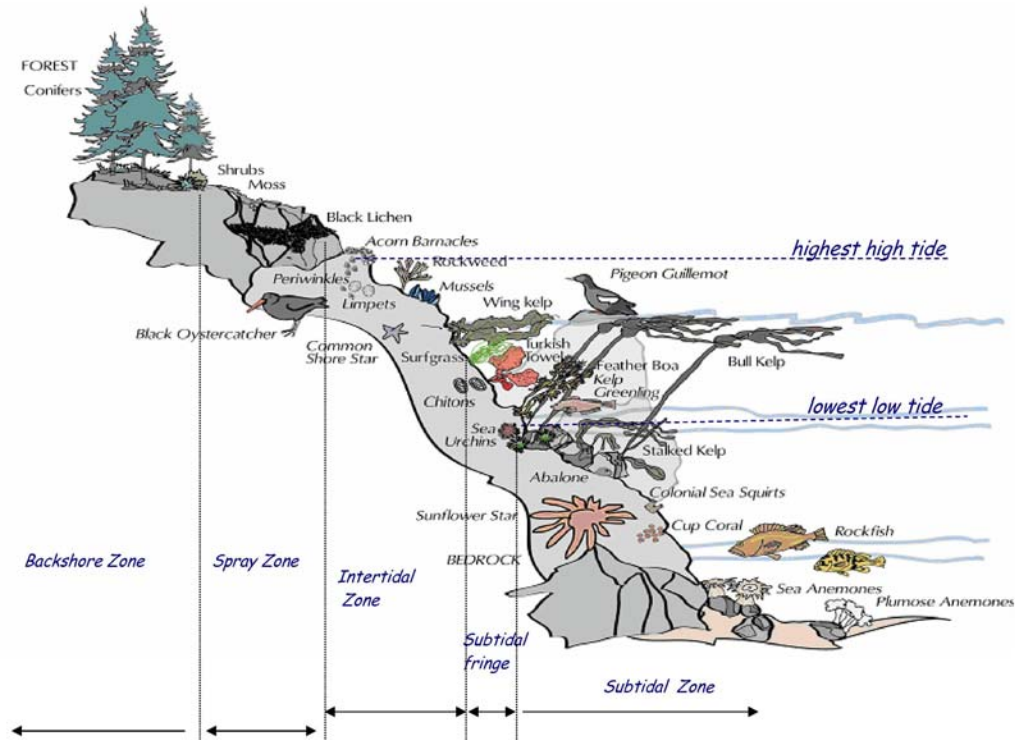 FOREST
Conifers
Shrubs
Moss
Black Lichen
Acorn Barnacles
highest high tide
Rockweed
Pigeon Guillemot
Periwinkles
Mussels
Limpets
Wing kelp
Black Oystercatcher
Common
Shore Star
Surfgrass
Turkish
Towel
Feather Boa
Kelp
Greenling
Bull Kelp
Chitons
lowest low tide
Sea
Urchins
Stalked Kelp
Abalone
Colonial Sea Squirts
Sunflower Star
Cup Coral
Rockfish
BEDROCK
Backshore Zone
Spray Zone
Intertidal
Zone
Sea Anemones
Plumose Anemones
Subtidal
fringe
Subtidal Zone